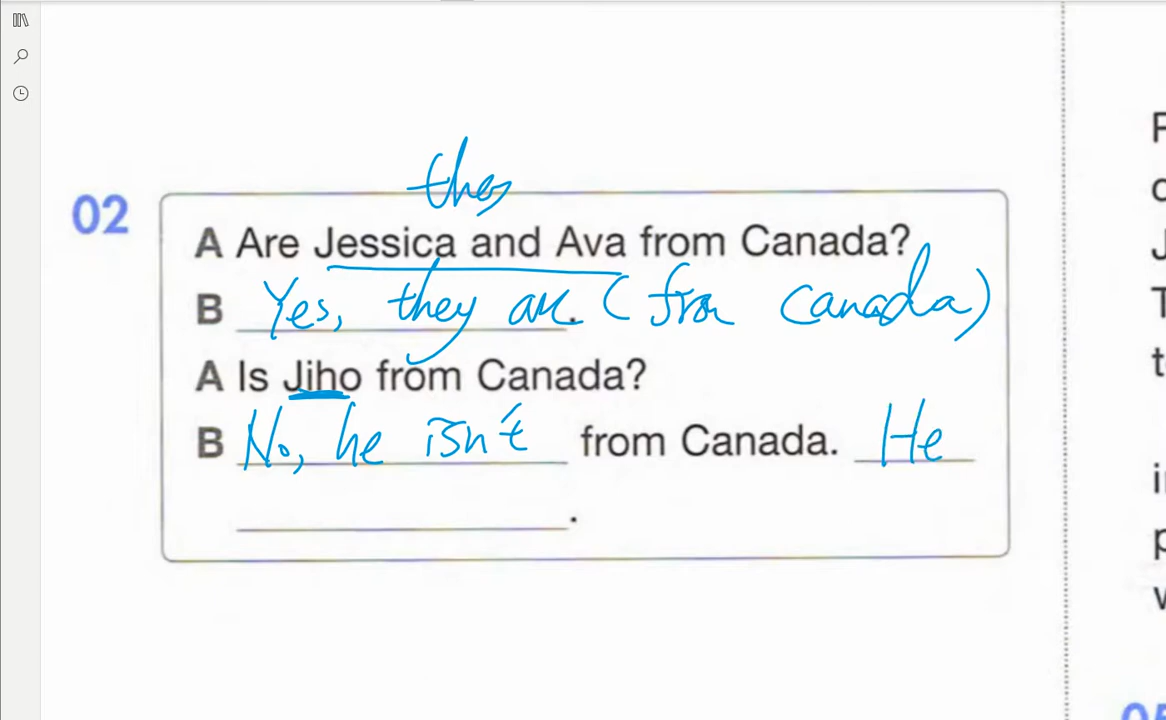 they
02
A Are Jessica and Ava from Canada?
B Yes, they are. (from Canada)
A Is Jiho from Canada?
B No, he isn't from Canada. He
.